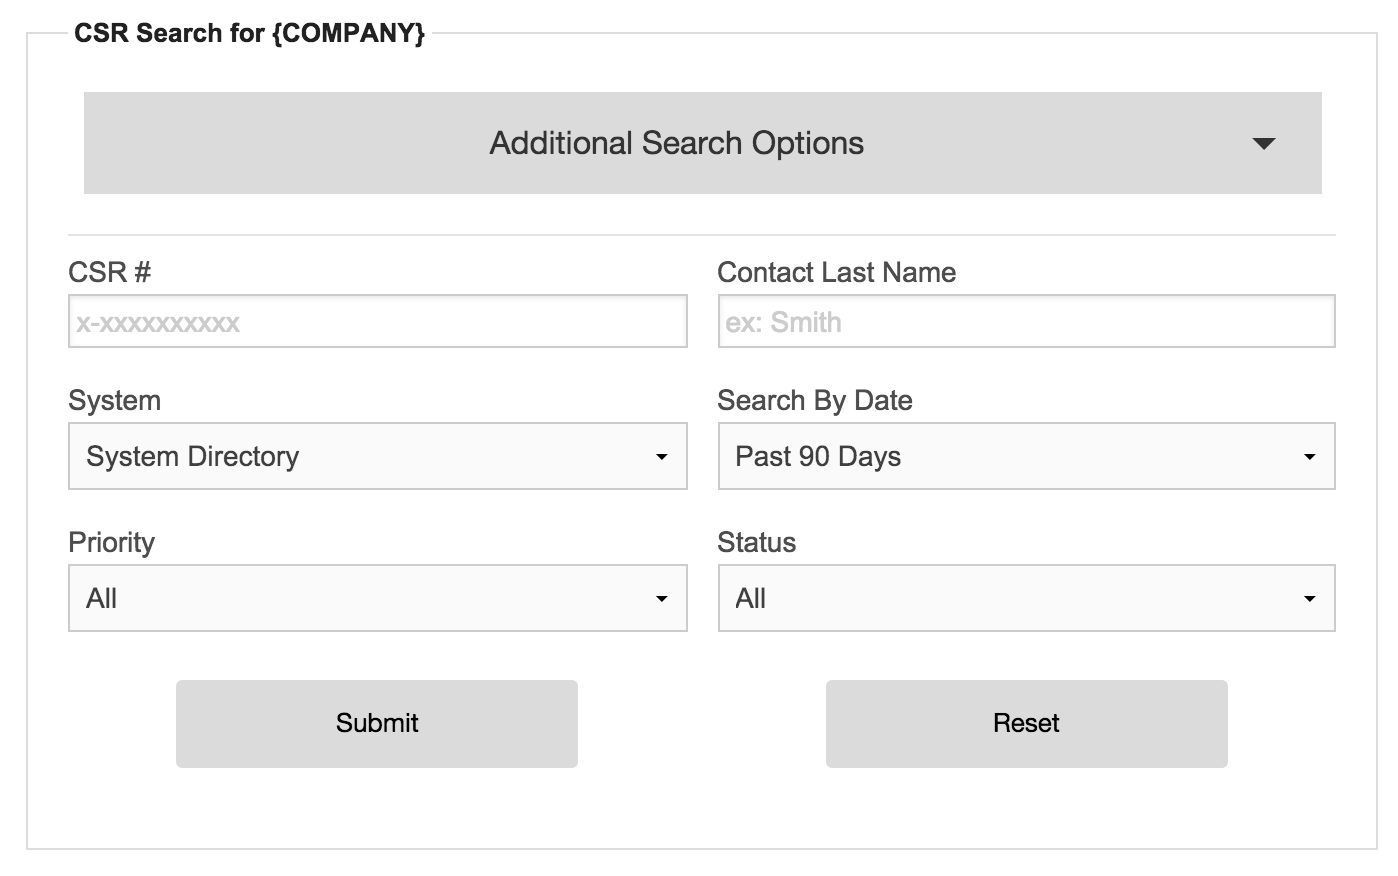 CSR Search for {COMPANY}
Additional Search Options
CSR #
Contact Last Name
x-xxxxxxxxxx
ex: Smith
System
Search By Date
System Directory
Past 90 Days
Priority
Status
All
All
Submit
Reset